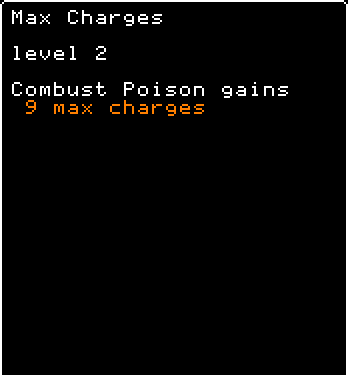 Max Charges
level 2
Combust Poison gains
9 max charges